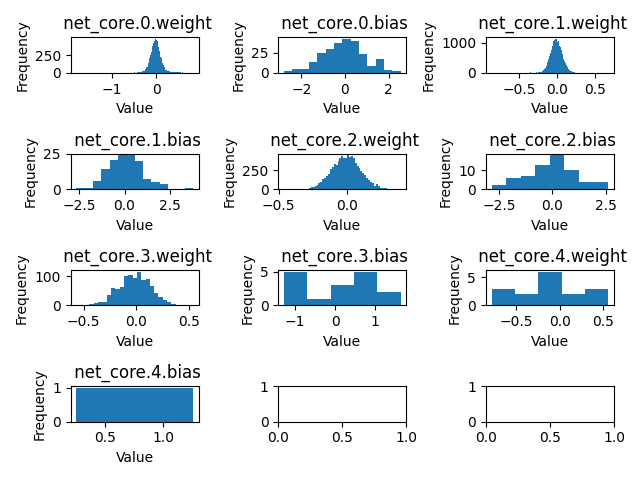 net_core.0.weight
net_core.0.bias
net_core.1.weight
Frequency
250
0
−1
0
Value
Frequency
25
0
−2
0
2
Value
Frequency
1000
0
−0.5
0.0
0.5
Value
net_core.1.bias
net_core.2.weight
net_core.2.bias
Frequency
25
0
−2.5
0.0
2.5
Value
Frequency
250
0
−0.5
0.0
Value
Frequency
10
0
−2.5
0.0
2.5
Value
net_core.3.weight
net_core.3.bias
net_core.4.weight
Frequency
100
0
−0.5
0.0
0.5
Value
Frequency
5
0
−1
0
1
Value
Frequency
5
0
−0.5
0.0
0.5
Value
net_core.4.bias
Frequency
1
0
0.5
1.0
Value
1
0
0.0
0.5
1.0
1
0
0.0
0.5
1.0